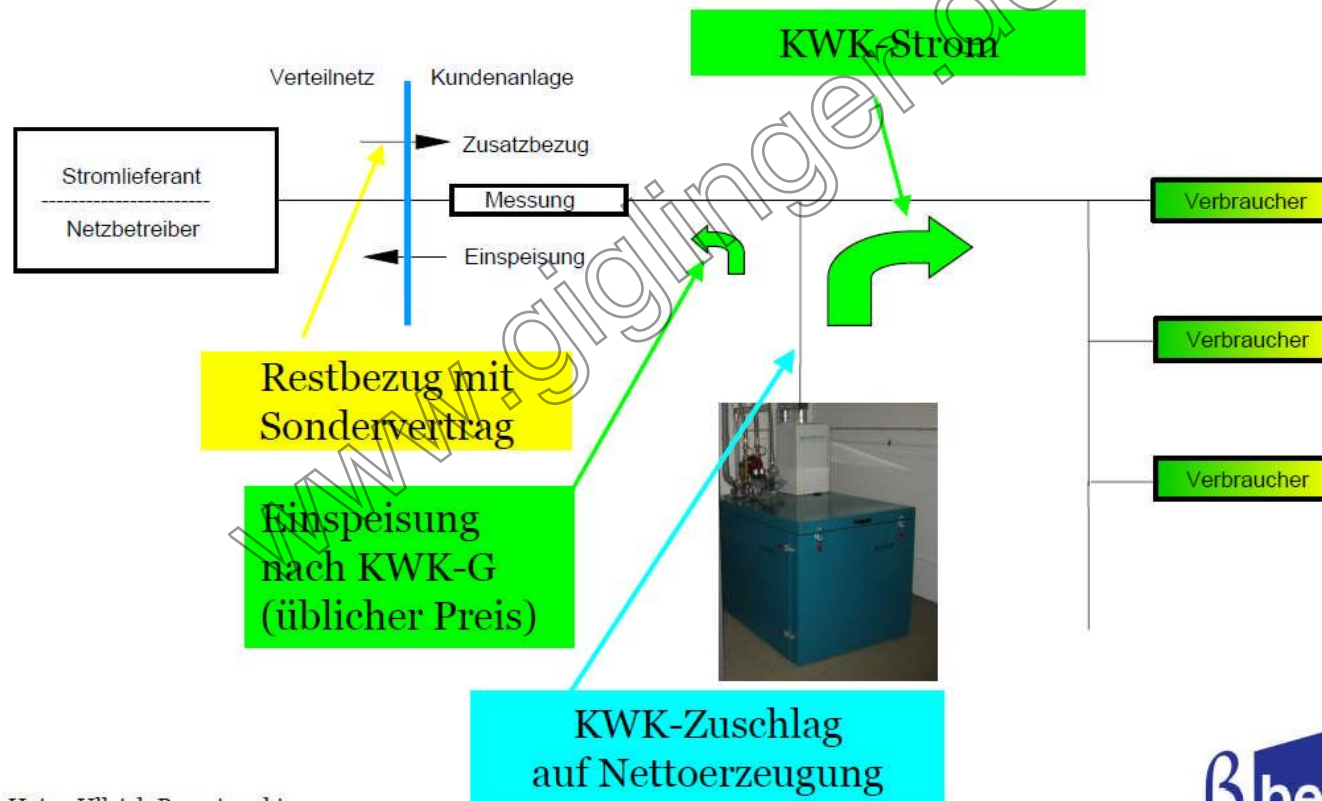 KWK-Strom
Verteilnetz
Kundenanlage
Zusatzbezug
Stromlieferant
Netzbetreiber
Messung
Einspeisung
Verbraucher
Verbraucher
Verbraucher
Restbezug mit
Sondervertrag
Einspeisung
nach KWK-G
(üblicher Preis)
KWK-Zuschlag
auf Nettoerzeugung
www.giglinger.de